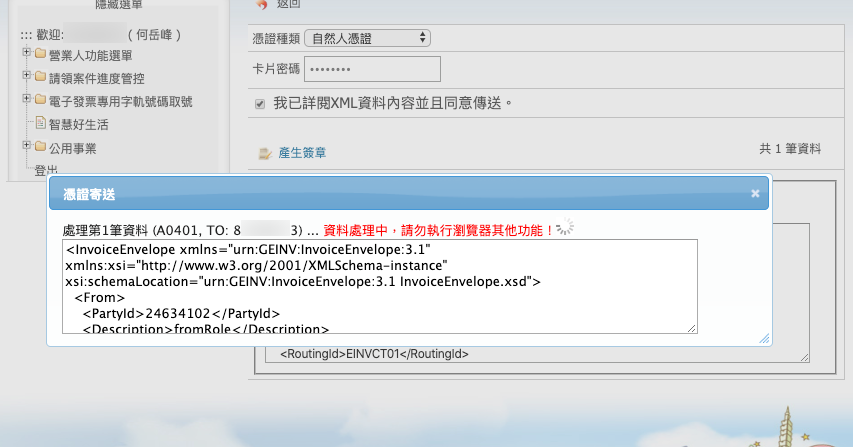 隱藏選單
::: 歡迎: ( 何岳峰 )
營業人功能選單
請領案件進度管控
電子發票專用字軌號碼取號
智慧好生活
公用事業
登出
返回
憑證種類 自然人憑證
卡片密碼 ••••••••
我已詳閱XML資料內容並且同意傳送。
產生簽章 共 1 筆資料
憑證寄送
處理第1筆資料 (A0401, TO: 8 3) ... 資料處理中，請勿執行瀏覽器其他功能！
<InvoiceEnvelope xmlns="urn:GEINV:InvoiceEnvelope:3.1"
xmlns:xsi="http://www.w3.org/2001/XMLSchema-instance"
xsi:schemaLocation="urn:GEINV:InvoiceEnvelope:3.1 InvoiceEnvelope.xsd">
<From>
<PartyId>24634102</PartyId>
<Description>fromRole</Description>
<RoutingId>EINVCT01</RoutingId>